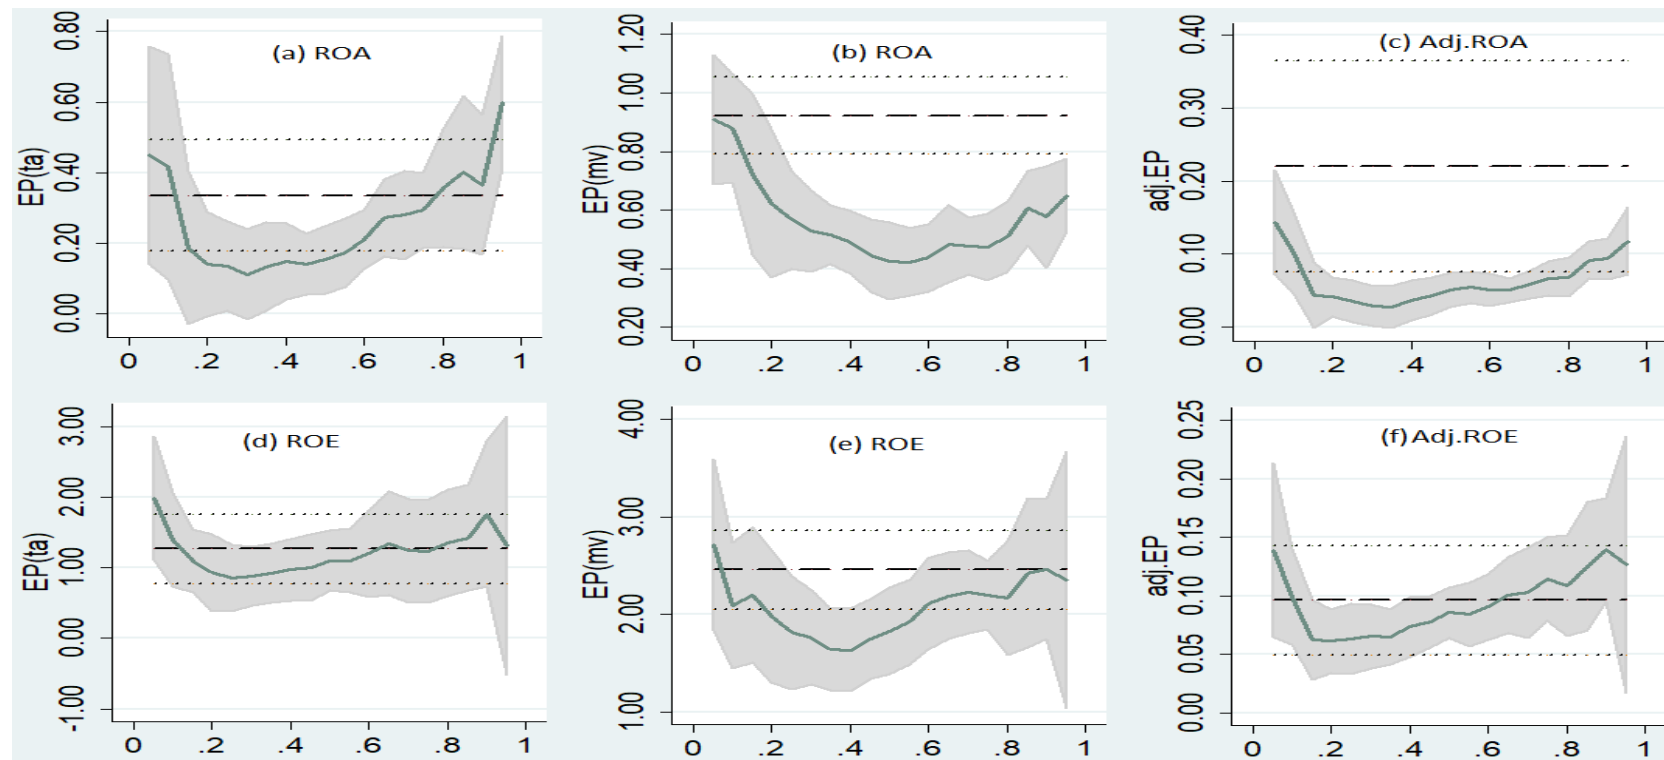 (a) ROA
EP(ta)
0.80
0.60
0.40
0.20
0.00
0 .2 .4 .6 .8 1
(b) ROA
EP(mv)
1.20
1.00
0.80
0.60
0.40
0.20
0 .2 .4 .6 .8 1
(c) Adj.ROA
adj.EP
0.40
0.30
0.20
0.10
0.00
0 .2 .4 .6 .8 1
(d) ROE
EP(ta)
3.00
2.00
1.00
0.00
-1.00
0 .2 .4 .6 .8 1
(e) ROE
EP(mv)
4.00
3.00
2.00
1.00
0 .2 .4 .6 .8 1
(f) Adj.ROE
adj.EP
0.25
0.20
0.15
0.10
0.05
0.00
0 .2 .4 .6 .8 1